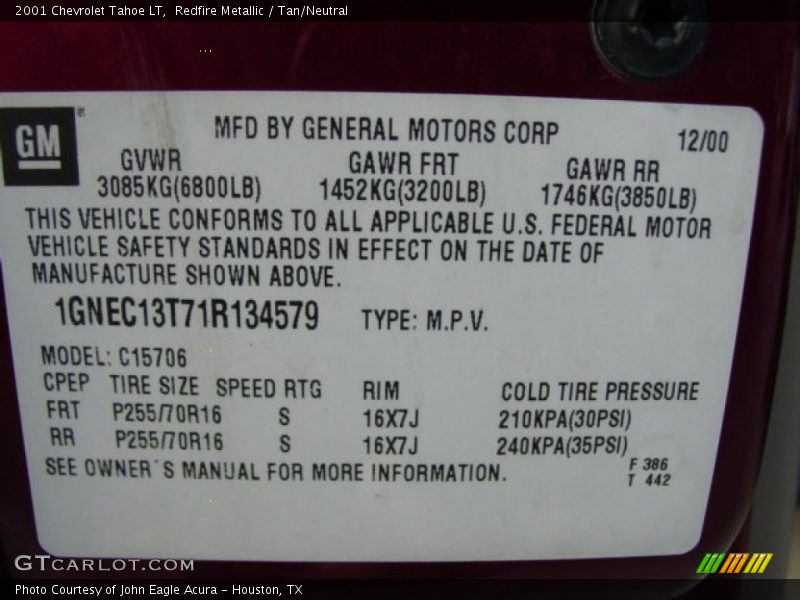 2001 Chevrolet Tahoe LT, Redfire Metallic / Tan/Neutral
GM ®
MFD BY GENERAL MOTORS CORP 12/00
GVWR GAWR FRT GAWR RR
3085KG(6800LB) 1452KG(3200LB) 1746KG(3850LB)
THIS VEHICLE CONFORMS TO ALL APPLICABLE U.S. FEDERAL MOTOR
VEHICLE SAFETY STANDARDS IN EFFECT ON THE DATE OF
MANUFACTURE SHOWN ABOVE.
1GNEC13T71R134579 TYPE: M.P.V.
MODEL: C15706
CPEP TIRE SIZE SPEED RTG RIM COLD TIRE PRESSURE
FRT P255/70R16 S 16X7J 210KPA(30PSI)
RR P255/70R16 S 16X7J 240KPA(35PSI)
SEE OWNER'S MANUAL FOR MORE INFORMATION.
F 386
T 442
GTCARLOT.COM
Photo Courtesy of John Eagle Acura - Houston, TX